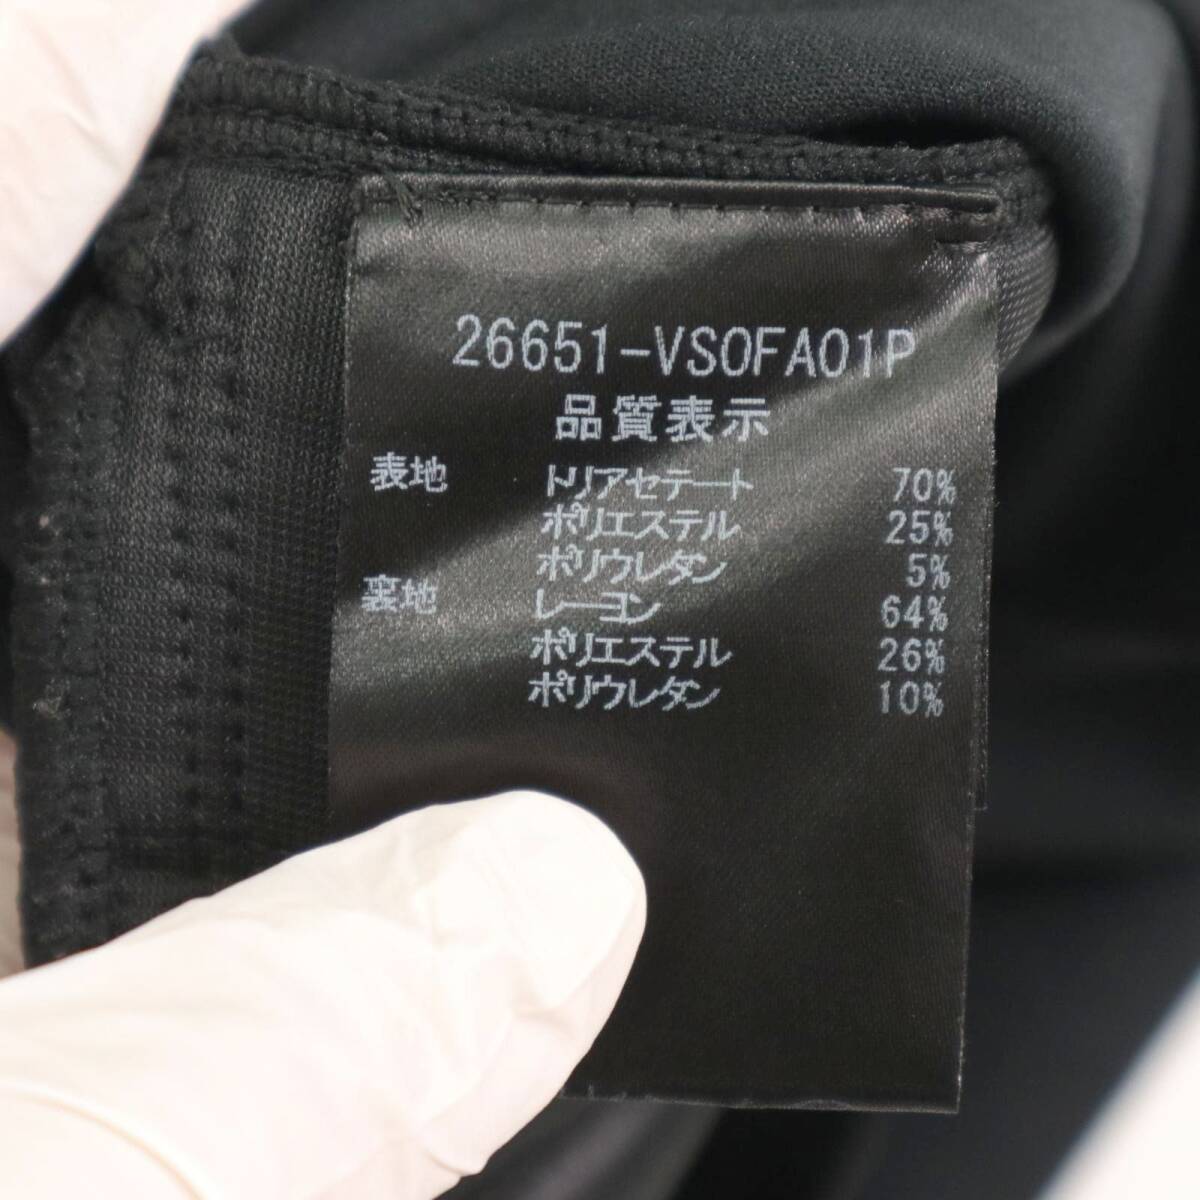 26651-VSOFA01P
品質表示
表地 トリアセテート 70%
ポリエステル 25%
ポリウレタン 5%
裏地 レーヨン 64%
ポリエステル 26%
ポリウレタン 10%